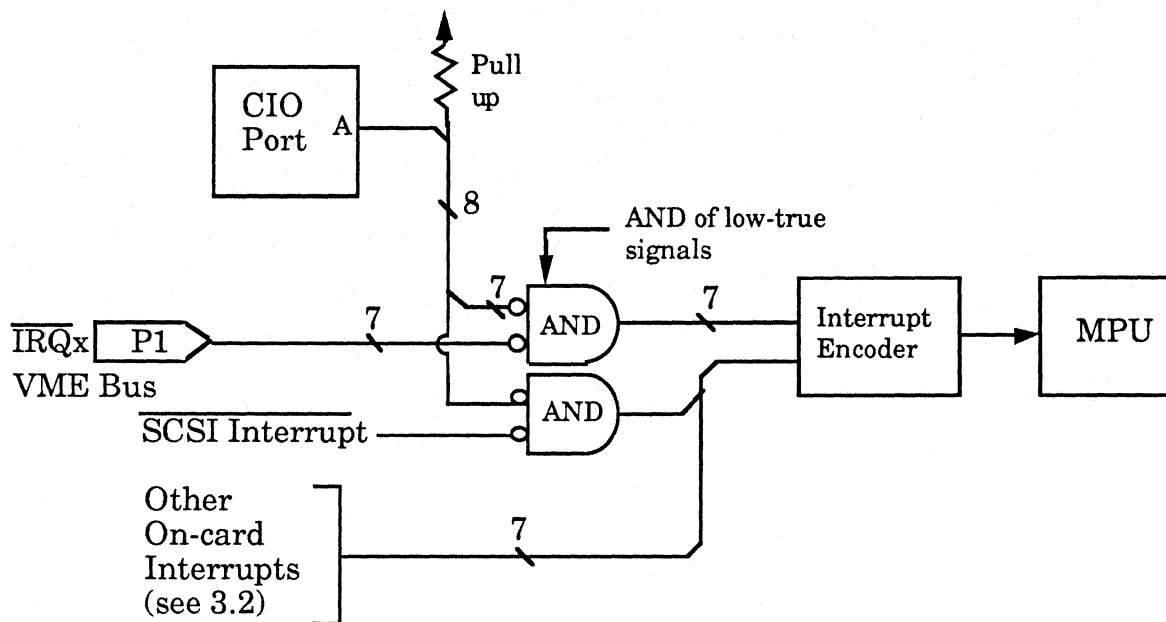 Pull
up
CIO
Port
A
8
AND of low-true
signals
7
7
7
AND
Interrupt
Encoder
MPU
IRQx
P1
VME Bus
AND
SCSI Interrupt
Other
On-card
Interrupts
(see 3.2)
7